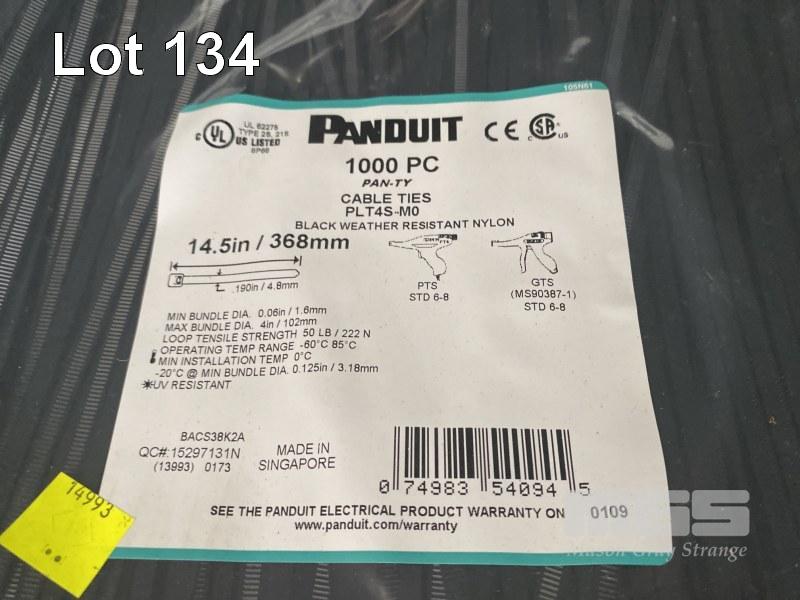 Lot 134
105N61
UL 62275
TYPE 2S, 21S
C UL US LISTED
PANDUIT
CE C SA US
1000 PC
PAN-TY
CABLE TIES
PLT4S-M0
BLACK WEATHER RESISTANT NYLON
14.5in / 368mm
.190in / 4.8mm
PTS
STD 6-8
GTS
(MS90387-1)
STD 6-8
MIN BUNDLE DIA. 0.06in / 1.6mm
MAX BUNDLE DIA. 4in / 102mm
LOOP TENSILE STRENGTH 50 LB / 222 N
OPERATING TEMP RANGE -60°C 85°C
MIN INSTALLATION TEMP 0°C
-20°C @ MIN BUNDLE DIA. 0.125in / 3.18mm
UV RESISTANT
BACS38K2A
QC#:15297131N
(13993) 0173
MADE IN
SINGAPORE
0 74983 54094 5
14993
SEE THE PANDUIT ELECTRICAL PRODUCT WARRANTY ON
www.panduit.com/warranty
0109
Mason Gray Strange